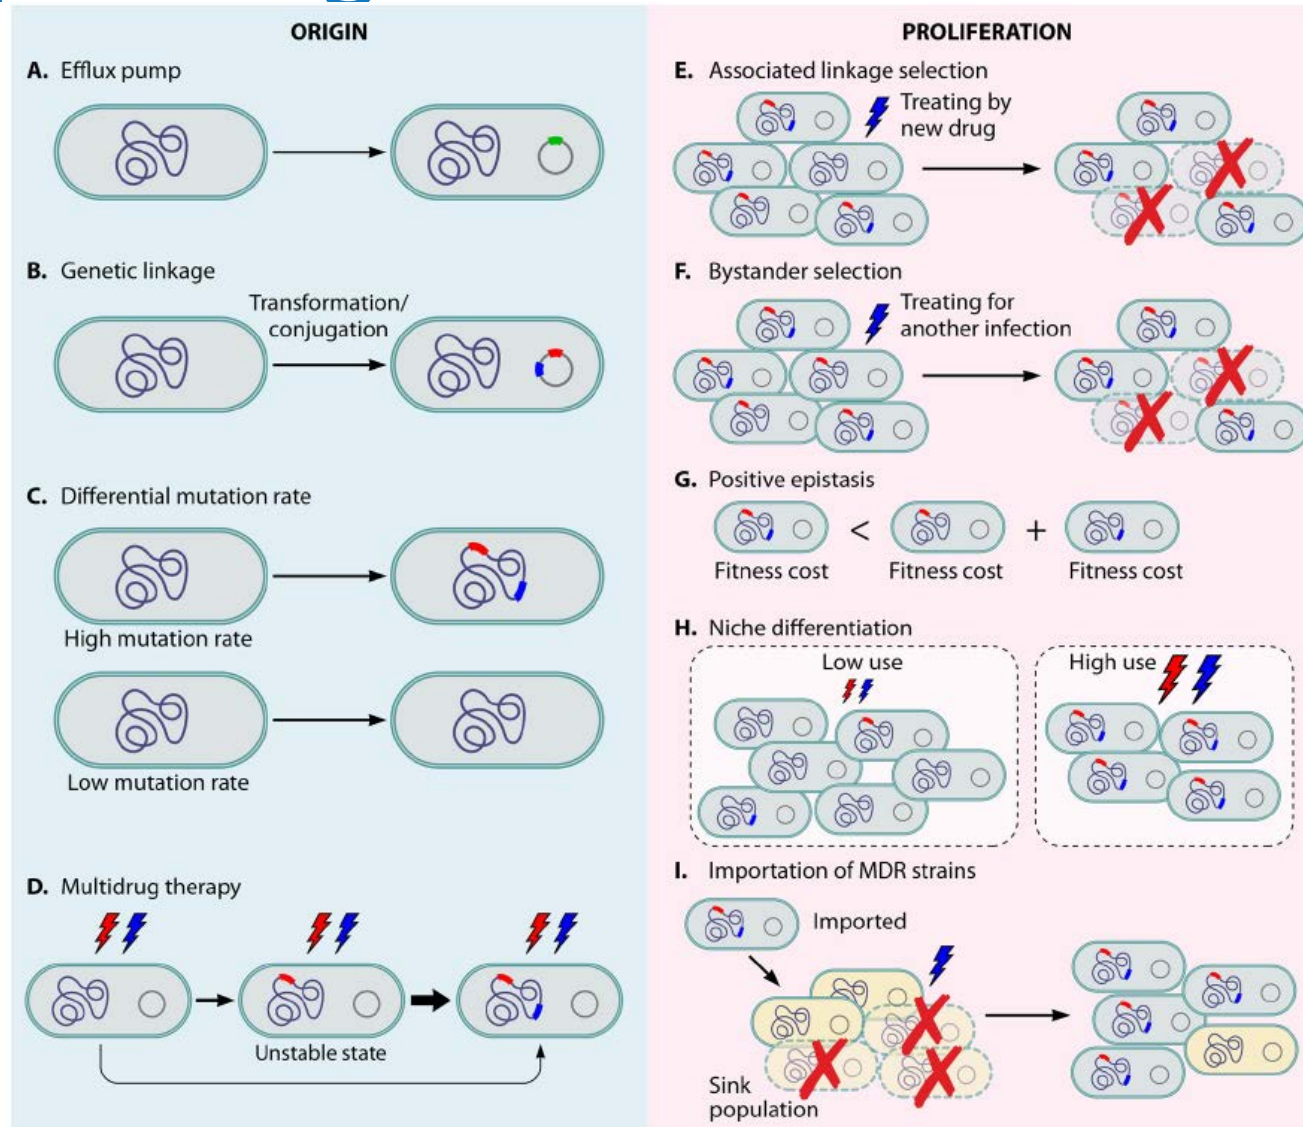 ORIGIN
A. Efflux pump
B. Genetic linkage
Transformation/
conjugation
C. Differential mutation rate
High mutation rate
Low mutation rate
D. Multidrug therapy
Unstable state
PROLIFERATION
E. Associated linkage selection
Treating by
new drug
F. Bystander selection
Treating for
another infection
G. Positive epistasis
< +
Fitness cost Fitness cost Fitness cost
H. Niche differentiation
Low use High use
I. Importation of MDR strains
Imported
Sink
population